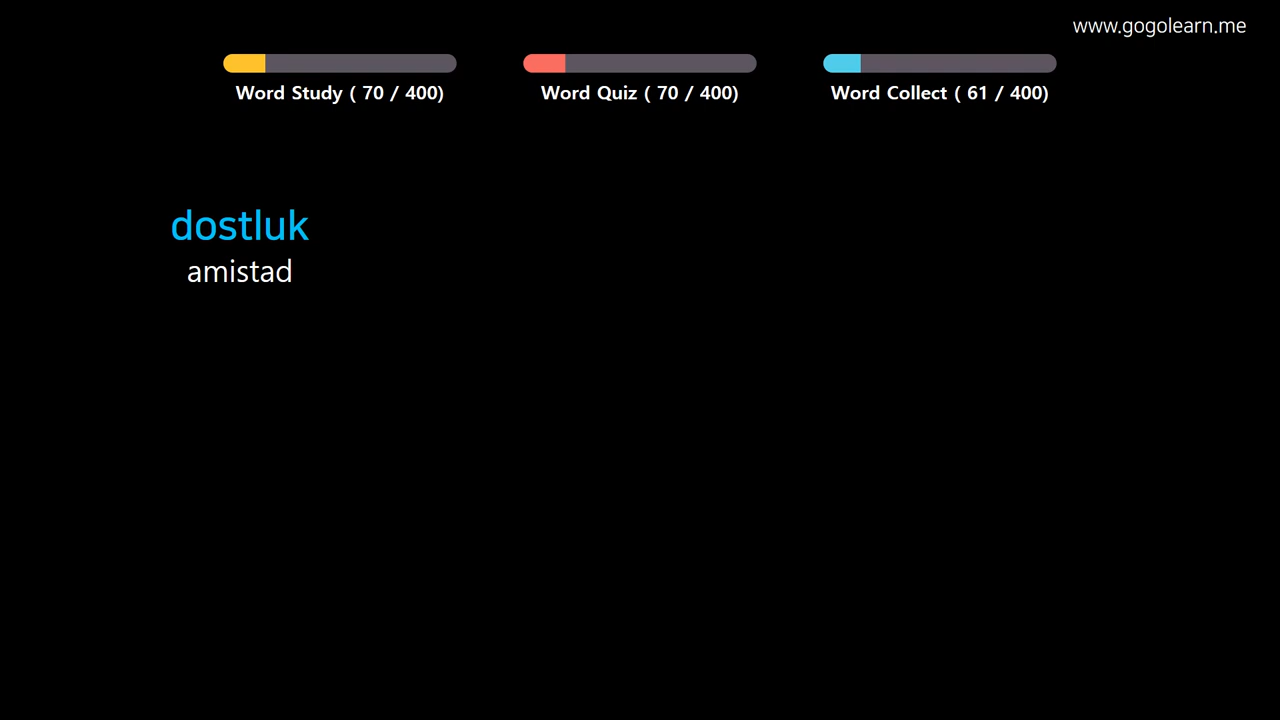 www.gogolearn.me
Word Study ( 70 / 400)
Word Quiz ( 70 / 400)
Word Collect ( 61 / 400)
dostluk
amistad